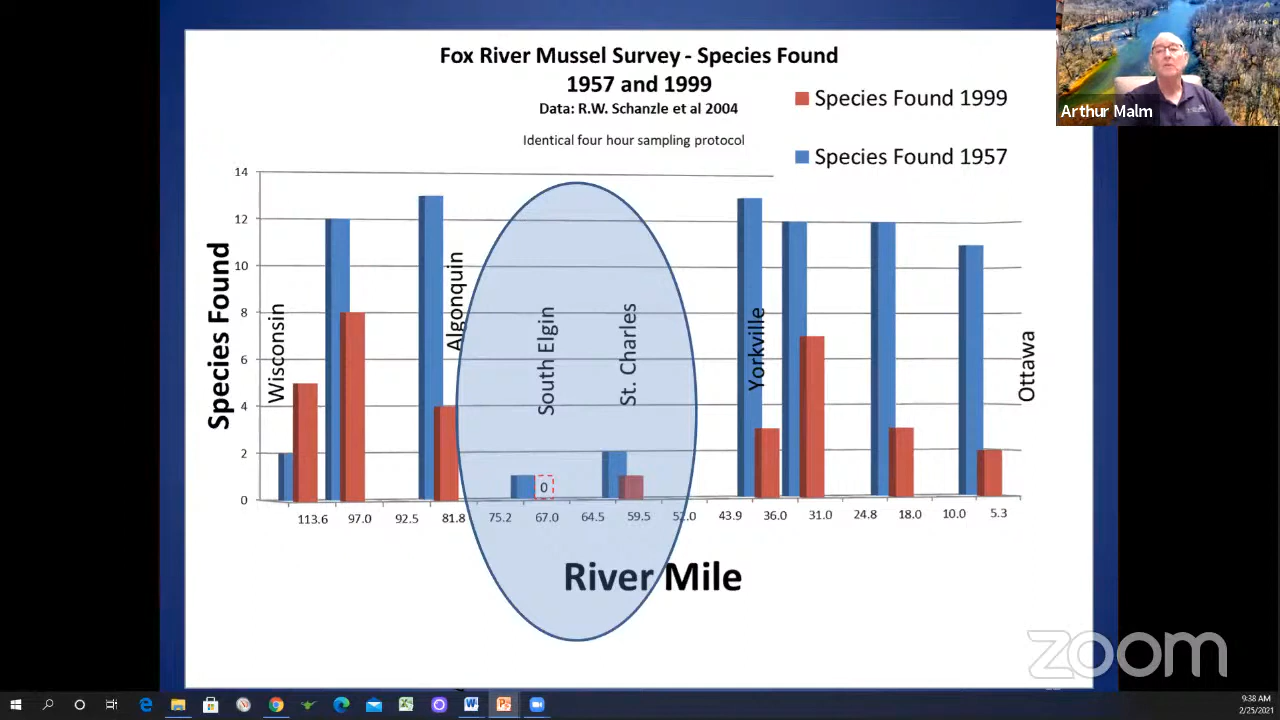 Fox River Mussel Survey - Species Found
1957 and 1999
Data: R.W. Schanzle et al 2004
Identical four hour sampling protocol
Species Found 1999
Species Found 1957
Arthur Malm
Species Found
14
12
10
8
6
4
2
0
Wisconsin
Algonquin
South Elgin
St. Charles
Yorkville
Ottawa
0
113.6 97.0 92.5 81.8 75.2 67.0 64.5 59.5 52.0 43.9 36.0 31.0 24.8 18.0 10.0 5.3
River Mile
zoom
9:38 AM
2/25/2021